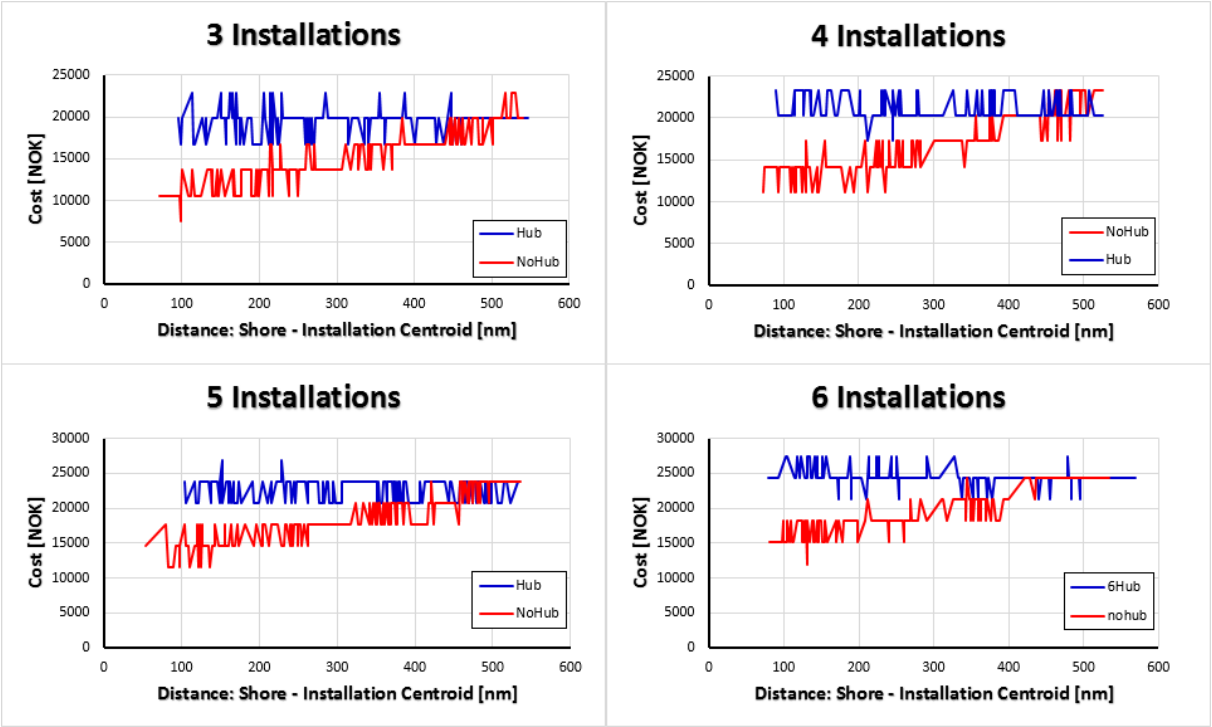 3 Installations
25000
20000
15000
10000
5000
0
Cost [NOK]
0 100 200 300 400 500 600
Distance: Shore - Installation Centroid [nm]
Hub
NoHub
4 Installations
25000
20000
15000
10000
5000
0
Cost [NOK]
0 100 200 300 400 500 600
Distance: Shore - Installation Centroid [nm]
NoHub
Hub
5 Installations
30000
25000
20000
15000
10000
5000
0
Cost [NOK]
0 100 200 300 400 500 600
Distance: Shore - Installation Centroid [nm]
Hub
NoHub
6 Installations
30000
25000
20000
15000
10000
5000
0
Cost [NOK]
0 100 200 300 400 500 600
Distance: Shore - Installation Centroid [nm]
6Hub
nohub